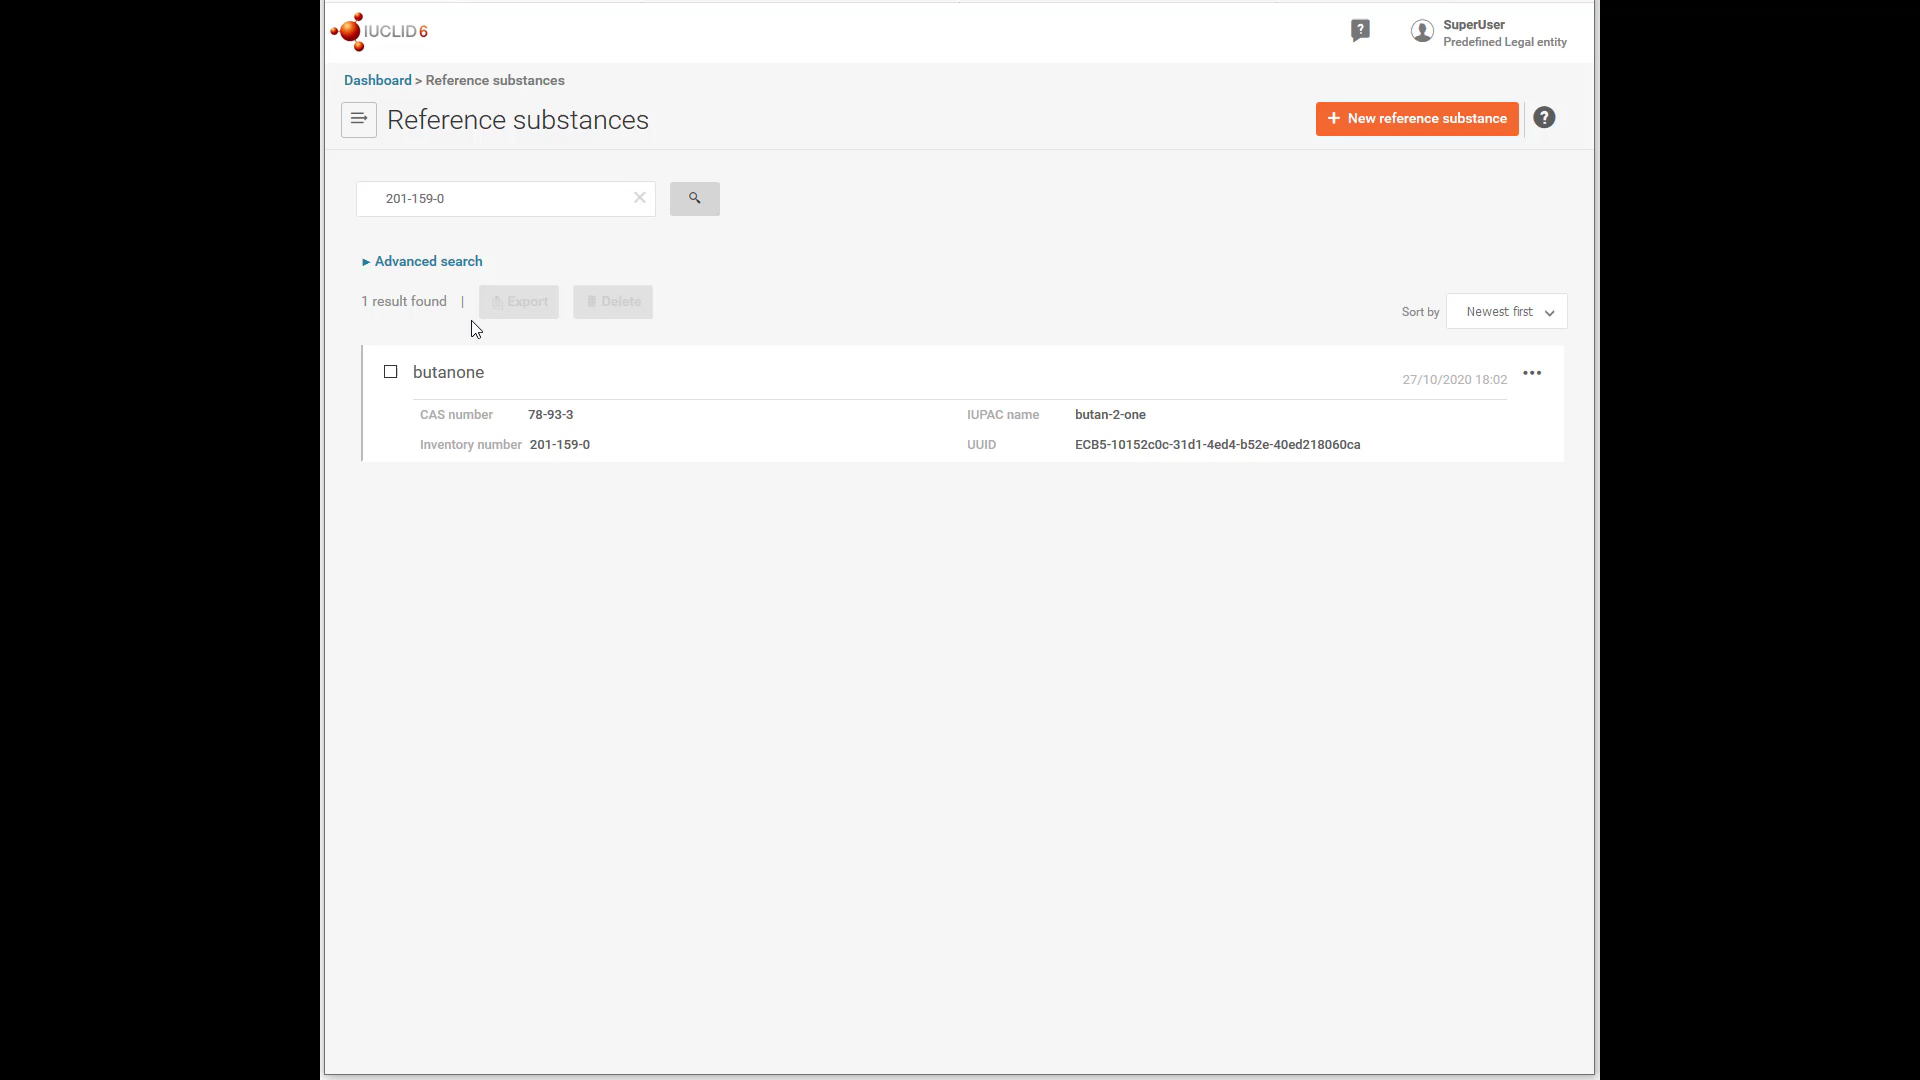 IUCLID 6
SuperUser
Predefined Legal entity
Dashboard > Reference substances
Reference substances
+ New reference substance
201-159-0
Advanced search
1 result found | Export Delete
Sort by Newest first
butanone
27/10/2020 18:02
CAS number 78-93-3 IUPAC name butan-2-one
Inventory number 201-159-0 UUID ECB5-10152c0c-31d1-4ed4-b52e-40ed218060ca